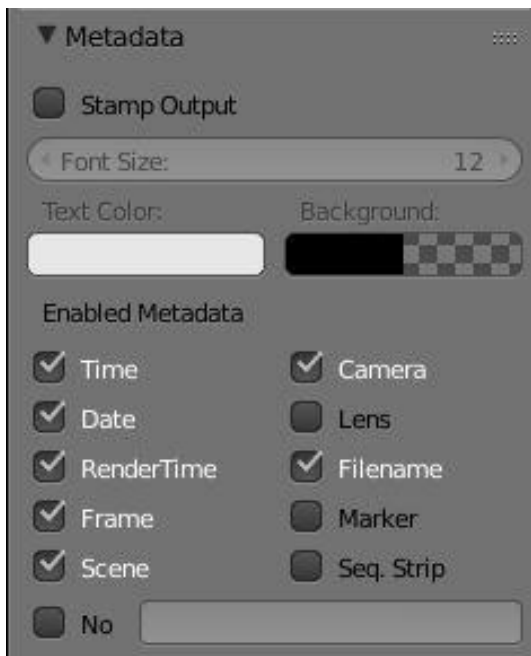 Metadata
Stamp Output
Font Size: 12
Text Color: Background:
Enabled Metadata
Time Camera
Date Lens
RenderTime Filename
Frame Marker
Scene Seq. Strip
No